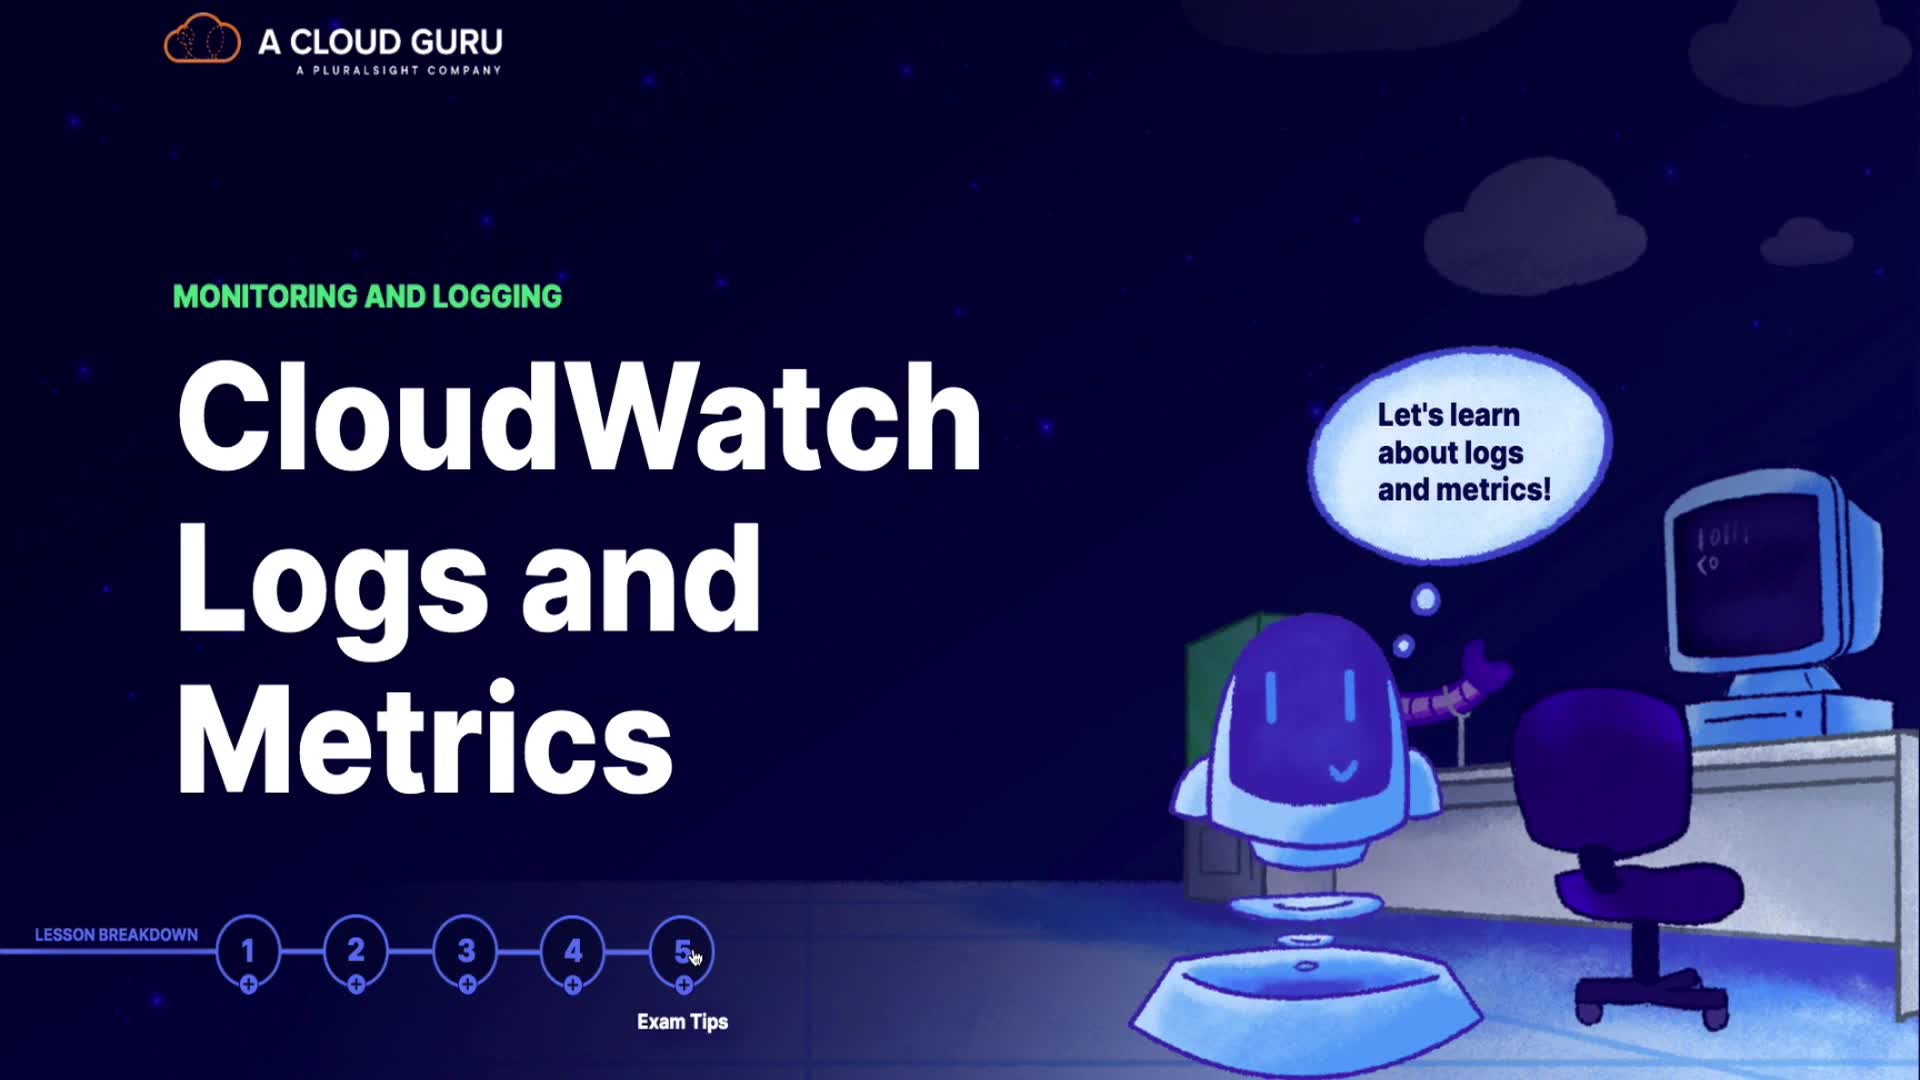 A CLOUD GURU
A PLURALSIGHT COMPANY
MONITORING AND LOGGING
CloudWatch
Logs and
Metrics
Let's learn
about logs
and metrics!
LESSON BREAKDOWN
1 2 3 4 5
Exam Tips